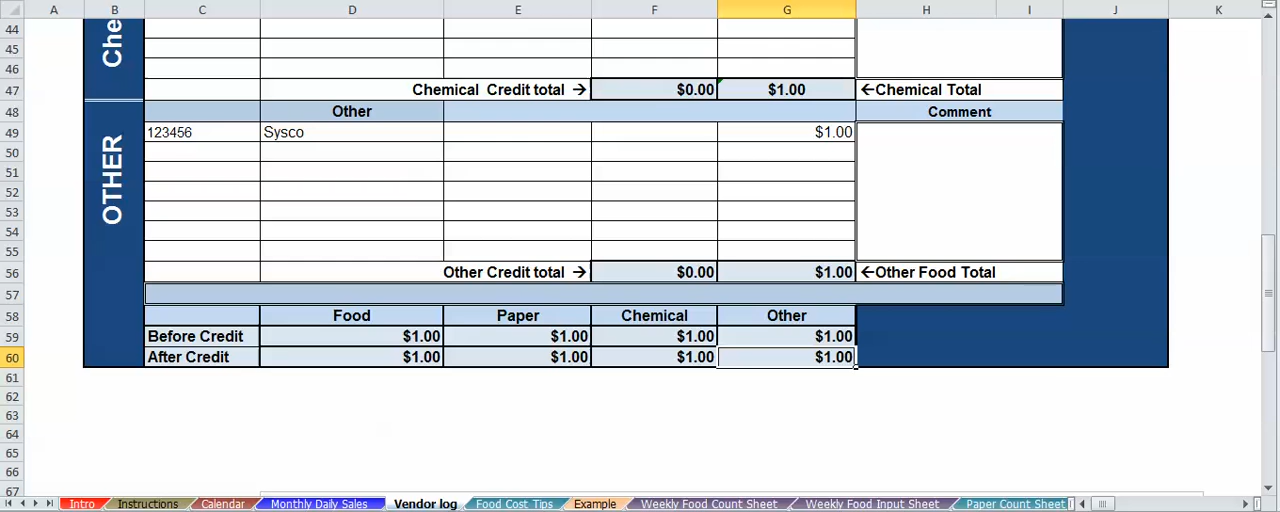 A B C D E F G H I J K
44
45
46
Che
47 Chemical Credit total → $0.00 $1.00 ←Chemical Total
48 Other Comment
49 123456 Sysco $1.00
50
51
52
OTHER
53
54
55
56 Other Credit total → $0.00 $1.00 ←Other Food Total
57
58 Food Paper Chemical Other
59 Before Credit $1.00 $1.00 $1.00 $1.00
60 After Credit $1.00 $1.00 $1.00 $1.00
61
62
63
64
65
66
67
Intro Instructions Calendar Monthly Daily Sales Vendor log Food Cost Tips Example Weekly Food Count Sheet Weekly Food Input Sheet Paper Count Sheet